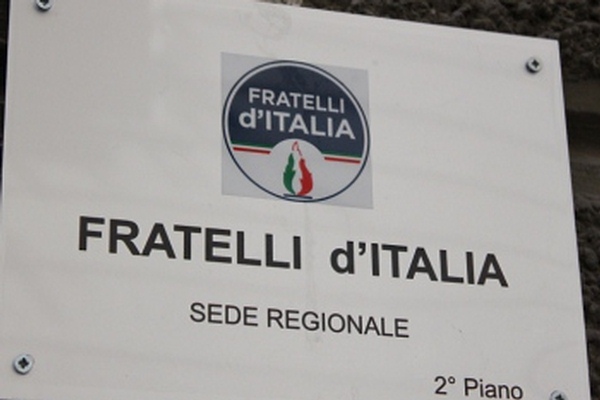 FRATELLI
d'ITALIA
FRATELLI d'ITALIA
SEDE REGIONALE
2° Piano